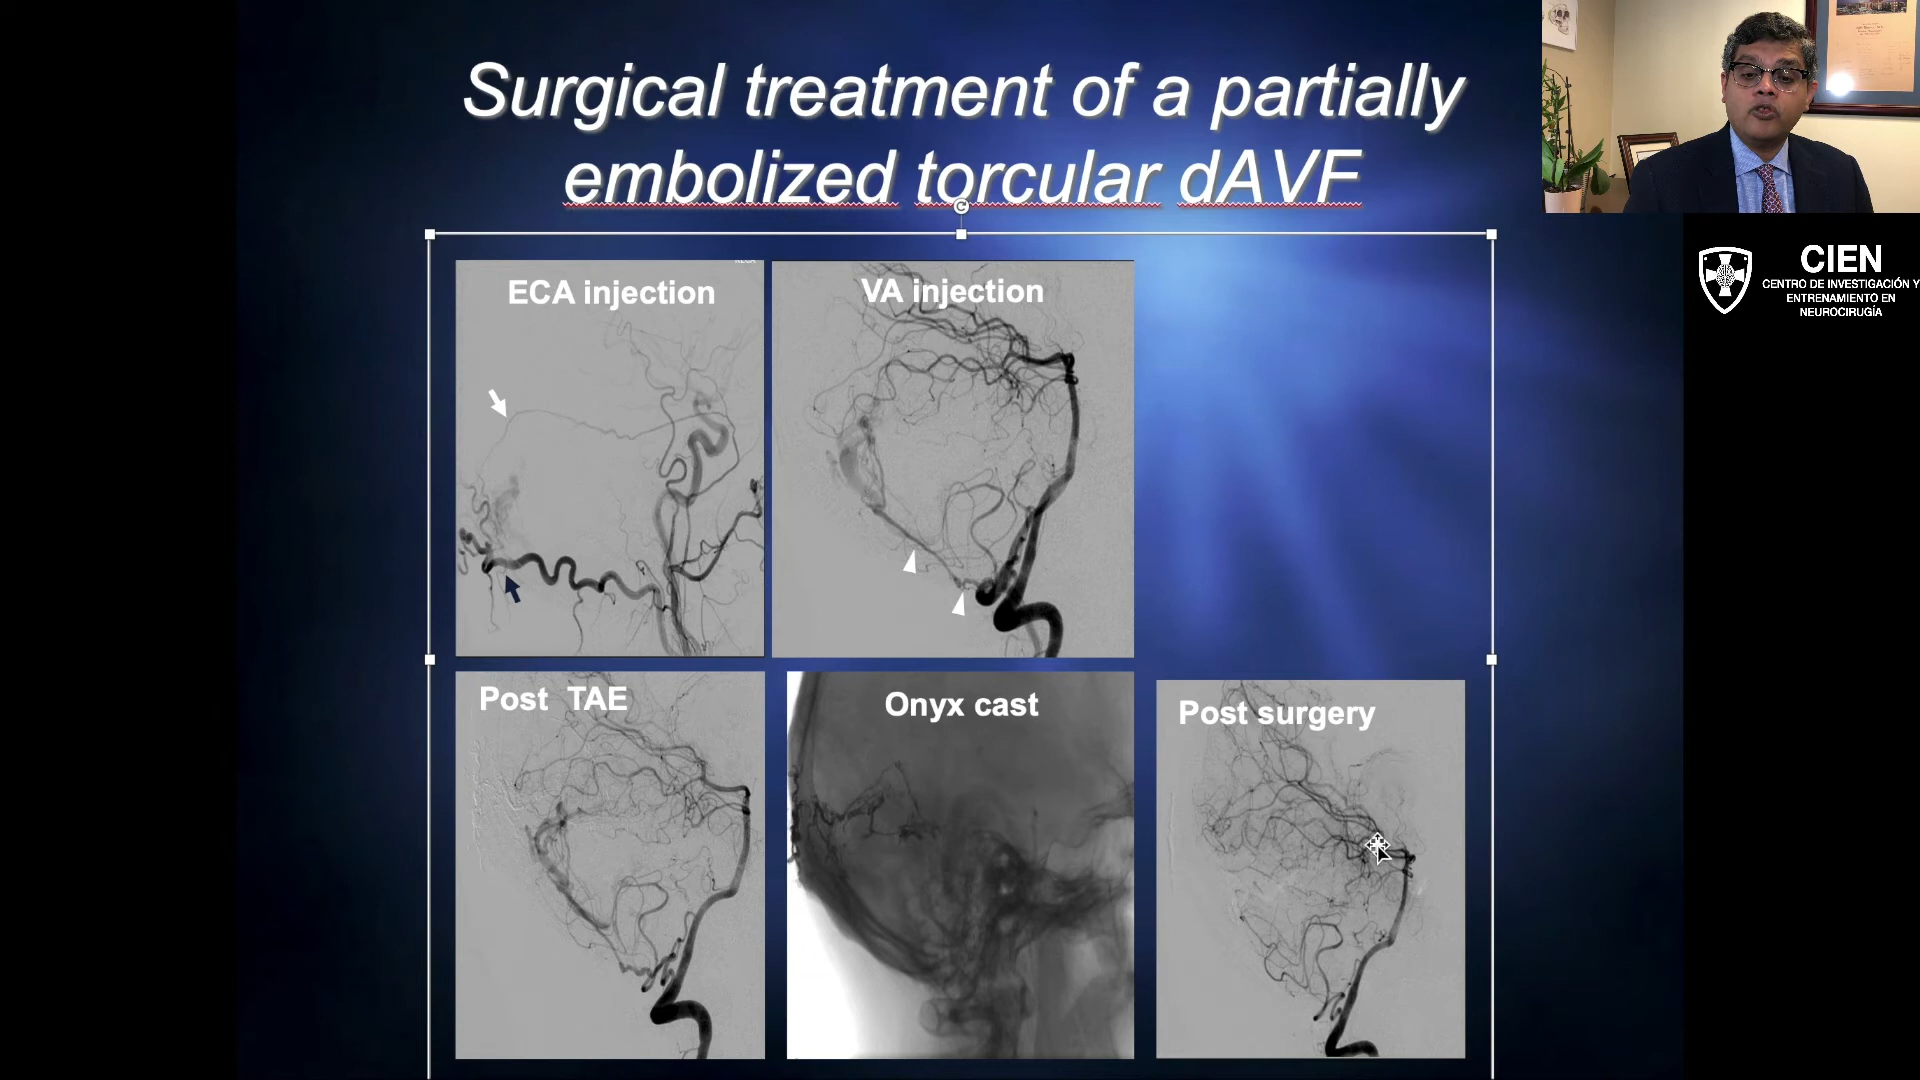 Surgical treatment of a partially
embolized torcular dAVF
ECA injection
VA injection
Post TAE
Onyx cast
Post surgery
CIEN
CENTRO DE INVESTIGACIÓN Y
ENTRENAMIENTO EN
NEUROCIRUGÍA